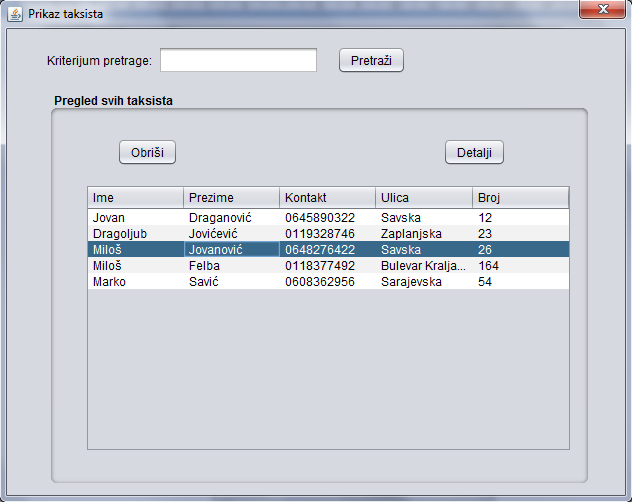 Prikaz taksista
Kriterijum pretrage: Pretraži
Pregled svih taksista
Obriši Detalji
Ime Prezime Kontakt Ulica Broj
Jovan Draganović 0645890322 Savska 12
Dragoljub Jovićević 0119328746 Zaplanjska 23
Miloš Jovanović 0648276422 Savska 26
Miloš Felba 0118377492 Bulevar Kralja... 164
Marko Savić 0608362956 Sarajevska 54